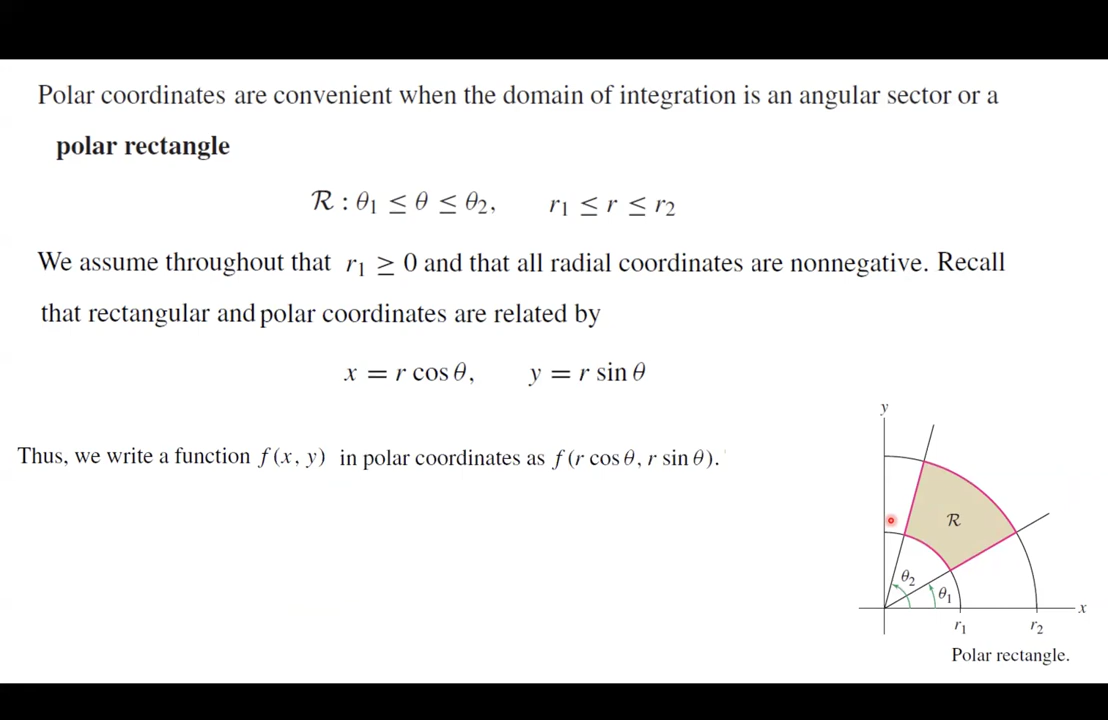 Polar coordinates are convenient when the domain of integration is an angular sector or a
polar rectangle
R : θ₁ ≤ θ ≤ θ₂, r₁ ≤ r ≤ r₂
We assume throughout that r₁ ≥ 0 and that all radial coordinates are nonnegative. Recall
that rectangular and polar coordinates are related by
x = r cos θ, y = r sin θ
Thus, we write a function f(x, y) in polar coordinates as f(r cos θ, r sin θ).
y
R
θ₂
θ₁
x
r₁ r₂
Polar rectangle.